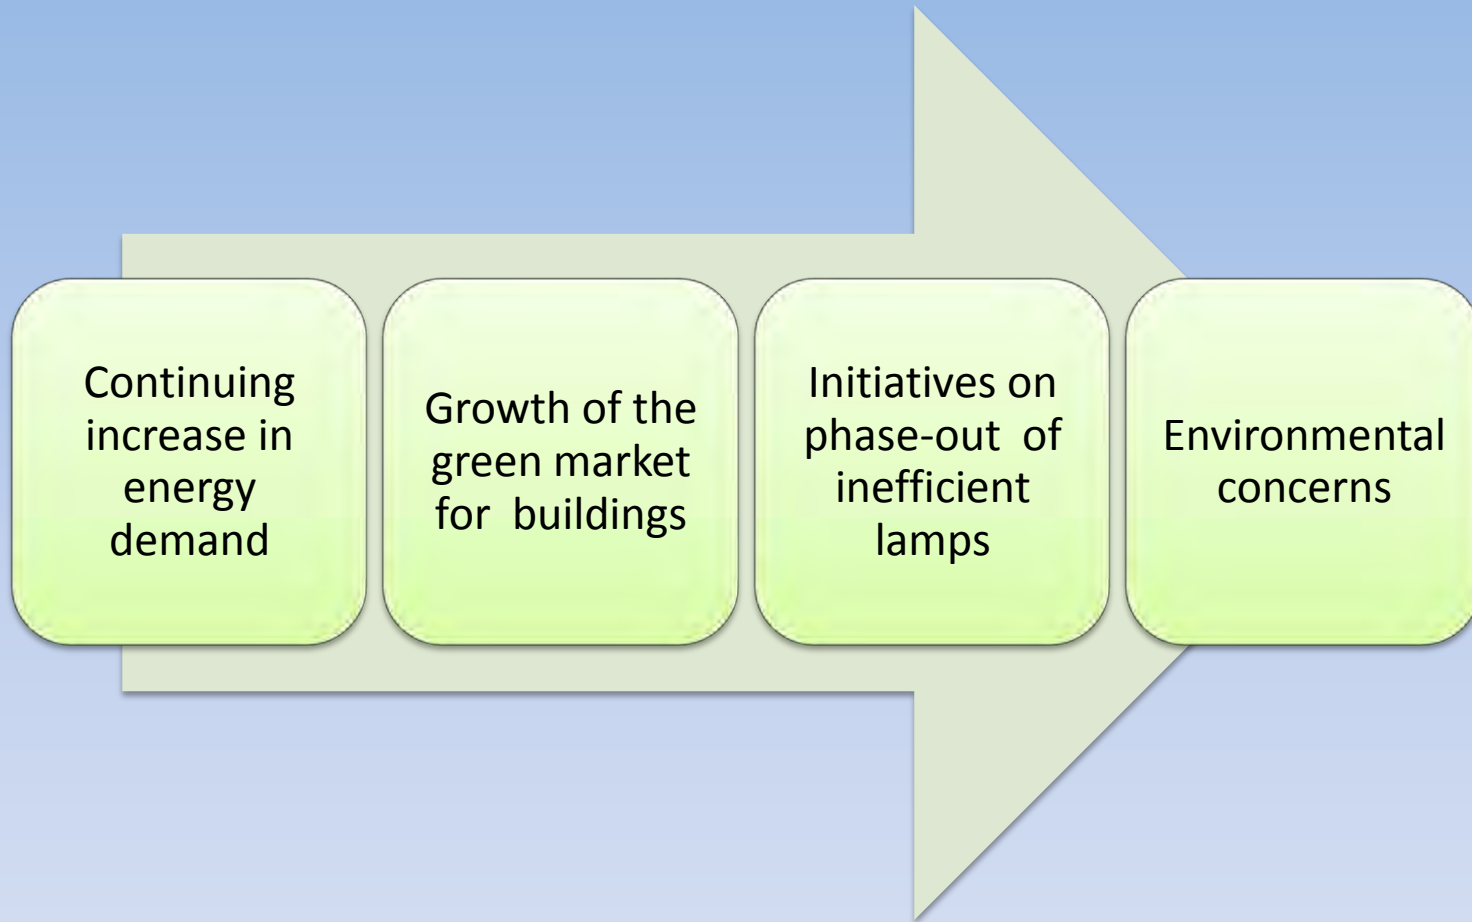 Continuing
increase in
energy
demand
Growth of the
green market
for  buildings
Initiatives on
phase-out  of
inefficient
lamps
Environmental
concerns